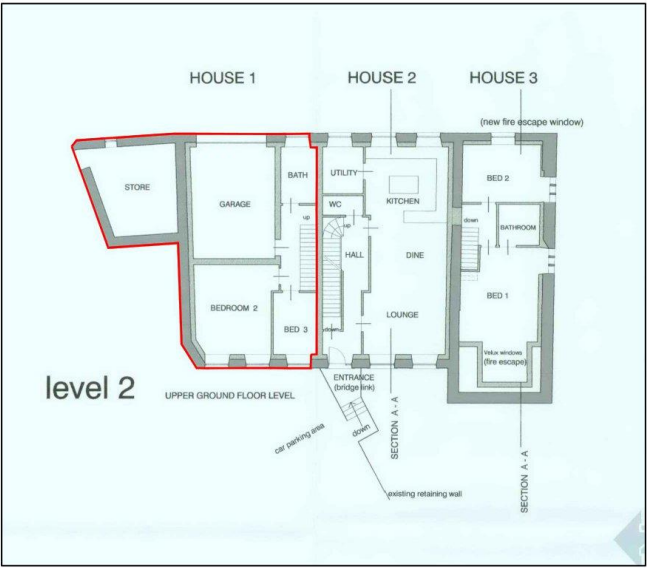 HOUSE 1
HOUSE 2
HOUSE 3
(new fire escape window)
STORE
GARAGE
BATH
up
BEDROOM 2
BED 3
UTILITY
WC
up
HALL
down
KITCHEN
DINE
LOUNGE
BED 2
down
BATHROOM
BED 1
Velux windows
(fire escape)
level 2
UPPER GROUND FLOOR LEVEL
ENTRANCE
(bridge link)
car parking area
down
existing retaining wall
SECTION A - A
SECTION A - A